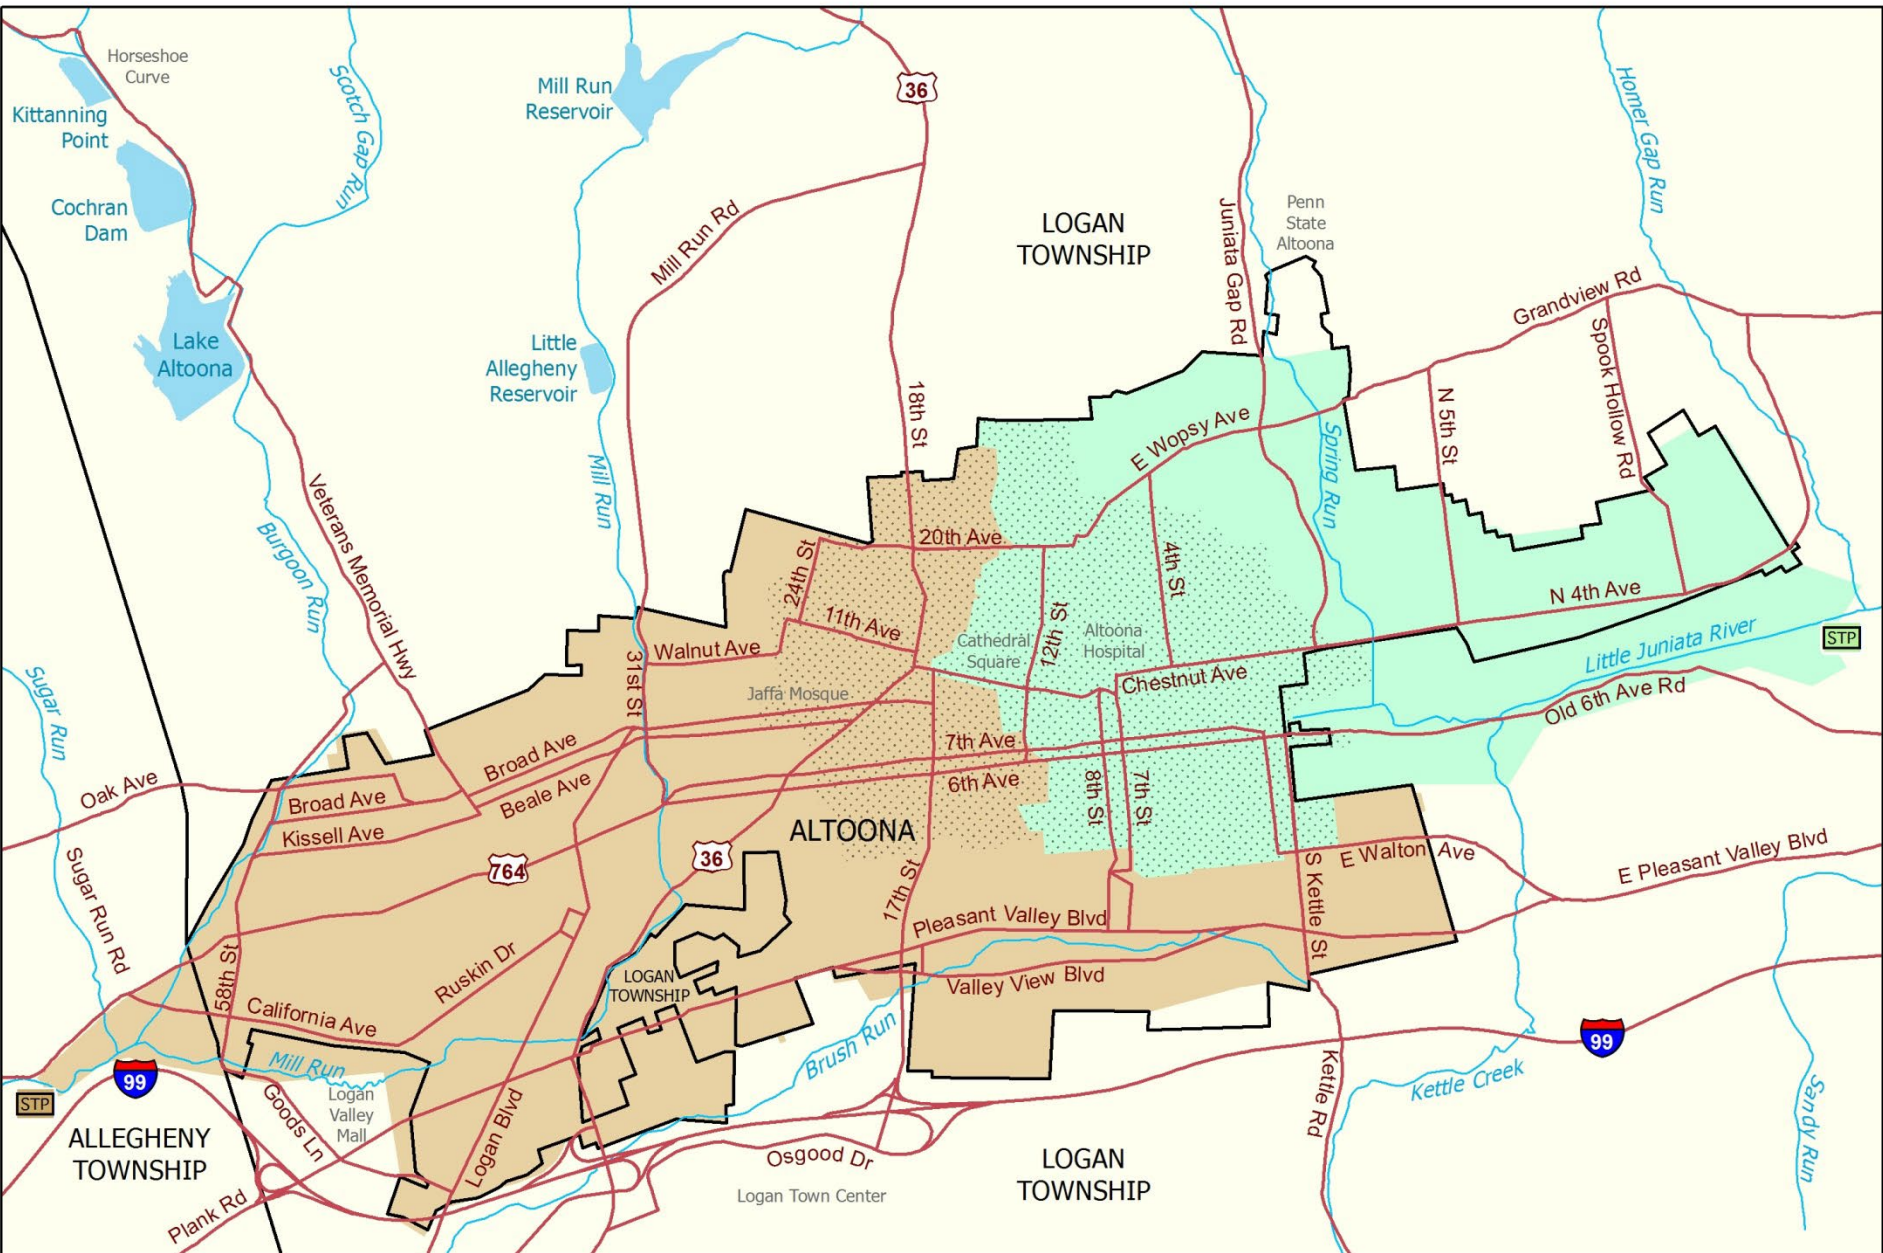 Horseshoe
Curve
Kittanning
Point
Scotch Gap Run
Mill Run
Reservoir
36
Homer Gap Run
Cochran
Dam
Mill Run Rd
LOGAN
TOWNSHIP
Juniata Gap Rd
Penn
State
Altoona
Lake
Altoona
Little
Allegheny
Reservoir
Grandview Rd
Spook Hollow Rd
18th St
N 5th St
E Wopsy Ave
Spring Run
Mill Run
Veterans Memorial Hwy
Burgoon Run
20th Ave
24th St
4th St
11th Ave
12th St
N 4th Ave
Cathedral
Square
Altoona
Hospital
Walnut Ave
31st St
Little Juniata River
STP
Chestnut Ave
Jaffa Mosque
Old 6th Ave Rd
Sugar Run
Oak Ave
Broad Ave
Broad Ave
Beale Ave
Kissell Ave
7th Ave
6th Ave
8th St
7th St
ALTOONA
36
764
Sugar Run Rd
S Kettle St
E Walton Ave
E Pleasant Valley Blvd
17th St
Pleasant Valley Blvd
58th St
Ruskin Dr
LOGAN
TOWNSHIP
Valley View Blvd
California Ave
Brush Run
Mill Run
99
99
STP
Goods Ln
Logan
Valley
Mall
Logan Blvd
Kettle Rd
Kettle Creek
Sandy Run
ALLEGHENY
TOWNSHIP
Plank Rd
Osgood Dr
Logan Town Center
LOGAN
TOWNSHIP